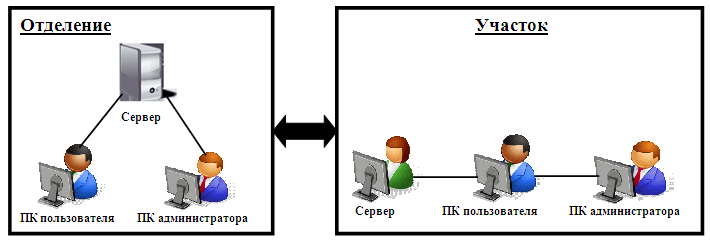 Отделение
Сервер
ПК пользователя
ПК администратора
Участок
Сервер
ПК пользователя
ПК администратора